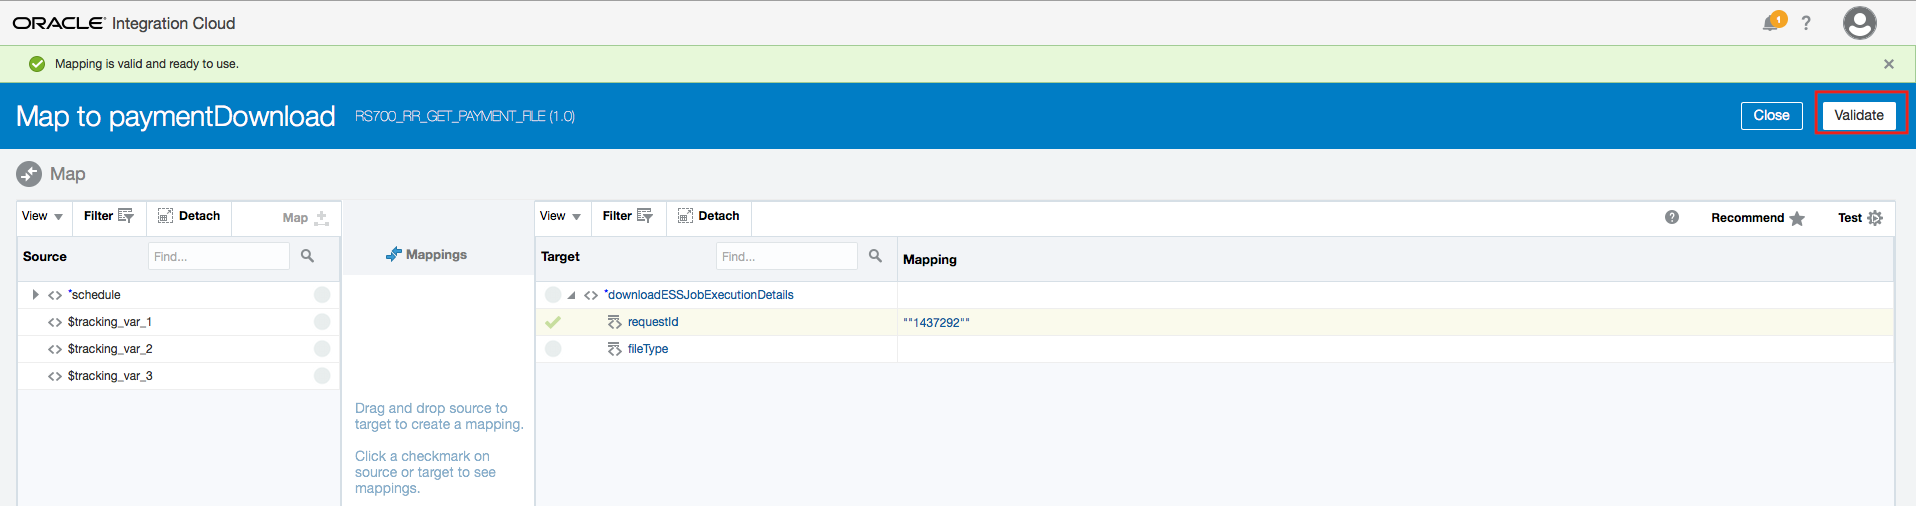 ORACLE Integration Cloud
1 ?
Mapping is valid and ready to use.
Map to paymentDownload RS700_RR_GET_PAYMENT_FILE (1.0) Close Validate
Map
View Filter Detach Map
View Filter Detach ? Recommend Test
Source Find... Mappings Target Find... Mapping
*schedule
$tracking_var_1
$tracking_var_2
$tracking_var_3
*downloadESSJobExecutionDetails
requestId ""1437292""
fileType
Drag and drop source to
target to create a mapping.
Click a checkmark on
source or target to see
mappings.